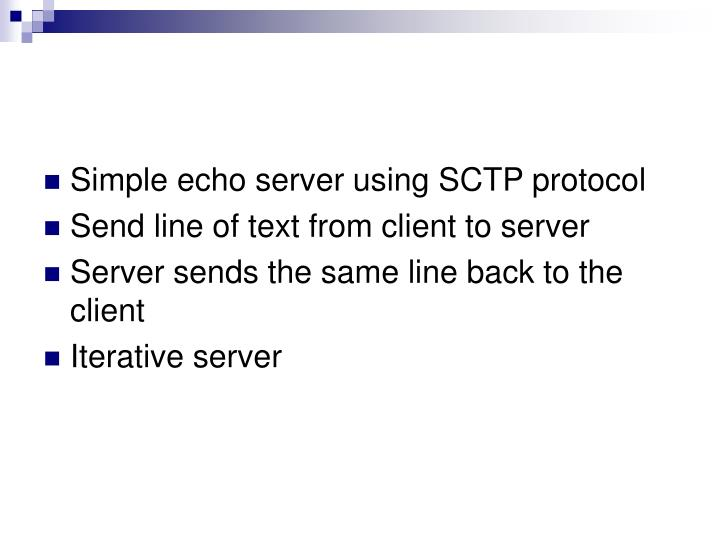 Simple echo server using SCTP protocol
Send line of text from client to server
Server sends the same line back to the
client
Iterative server